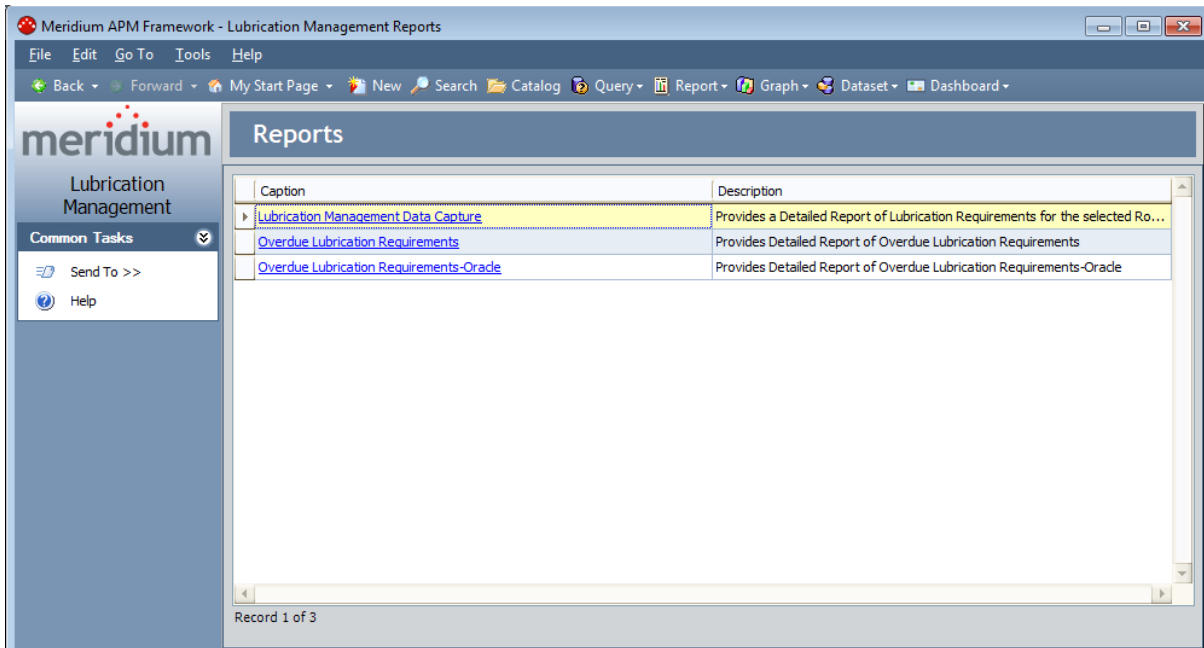 Meridium APM Framework - Lubrication Management Reports
File Edit Go To Tools Help
Back Forward My Start Page New Search Catalog Query Report Graph Dataset Dashboard
meridium
Reports
Lubrication
Management
Common Tasks
Send To >>
Help
Caption Description
Lubrication Management Data Capture Provides a Detailed Report of Lubrication Requirements for the selected Ro...
Overdue Lubrication Requirements Provides Detailed Report of Overdue Lubrication Requirements
Overdue Lubrication Requirements-Oracle Provides Detailed Report of Overdue Lubrication Requirements-Oracle
Record 1 of 3